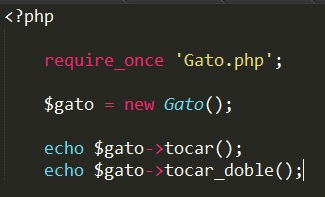 <?php
require_once 'Gato.php';
$gato = new Gato();
echo $gato->tocar();
echo $gato->tocar_doble();